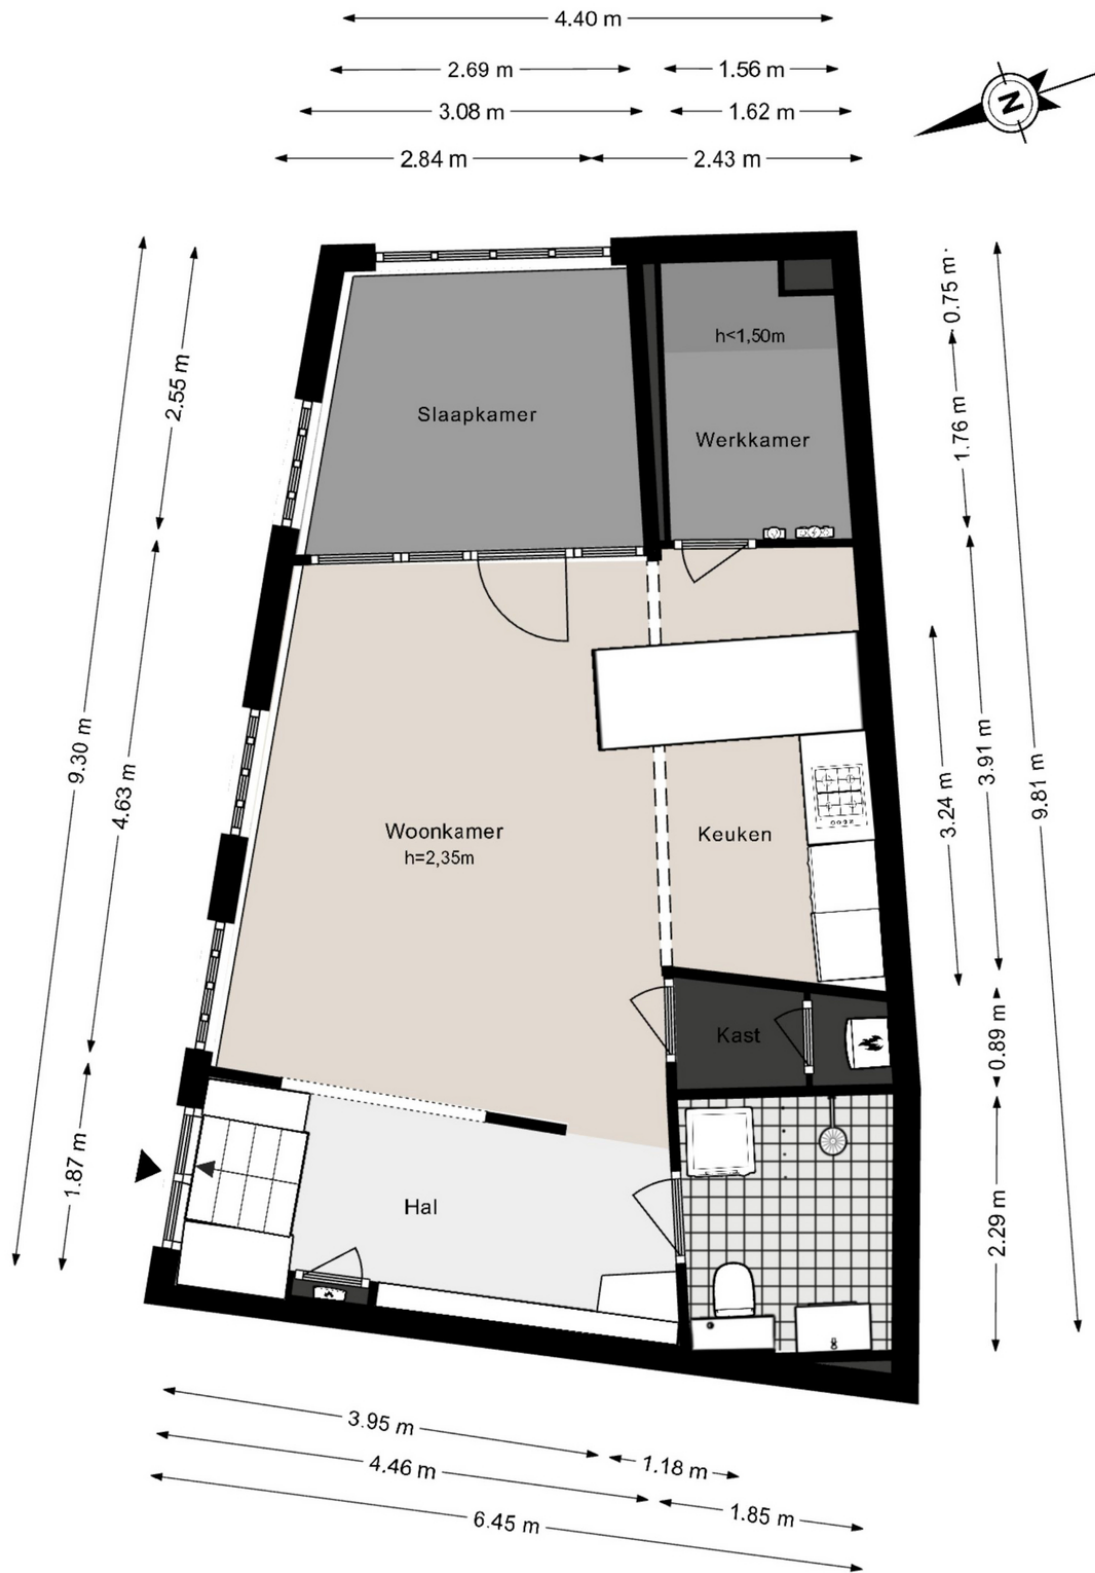 4.40 m
2.69 m
1.56 m
3.08 m
1.62 m
2.84 m
2.43 m
N
0.75 m
2.55 m
h<1,50m
Slaapkamer
Werkkamer
1.76 m
9.30 m
4.63 m
3.91 m
9.81 m
3.24 m
Woonkamer
h=2,35m
Keuken
Kast
0.89 m
1.87 m
Hal
2.29 m
3.95 m
4.46 m
1.18 m
6.45 m
1.85 m